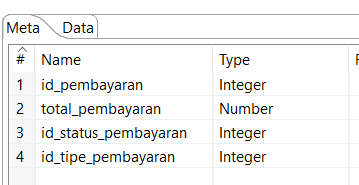 Meta Data
# Name Type
1 id_pembayaran Integer
2 total_pembayaran Number
3 id_status_pembayaran Integer
4 id_tipe_pembayaran Integer